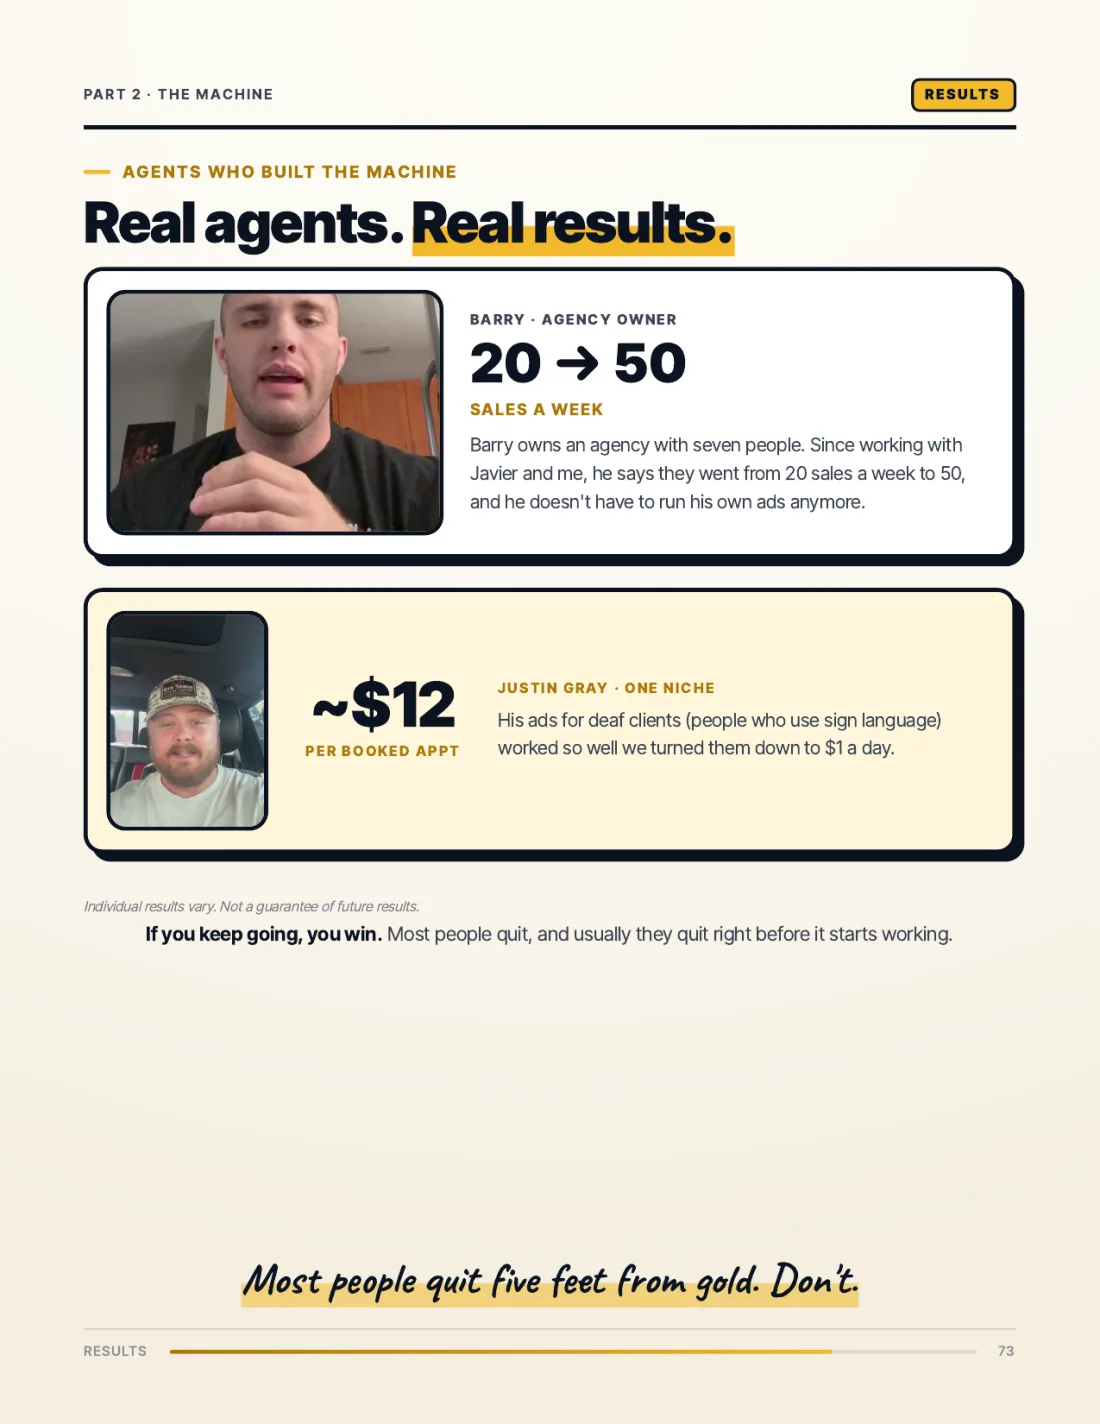 PART 2 · THE MACHINE
RESULTS
AGENTS WHO BUILT THE MACHINE
Real agents. Real results.
BARRY · AGENCY OWNER
20 → 50
SALES A WEEK
Barry owns an agency with seven people. Since working with
Javier and me, he says they went from 20 sales a week to 50,
and he doesn't have to run his own ads anymore.
~$12
PER BOOKED APPT
JUSTIN GRAY · ONE NICHE
His ads for deaf clients (people who use sign language)
worked so well we turned them down to $1 a day.
Individual results vary. Not a guarantee of future results.
If you keep going, you win. Most people quit, and usually they quit right before it starts working.
Most people quit five feet from gold. Don't.
RESULTS
73